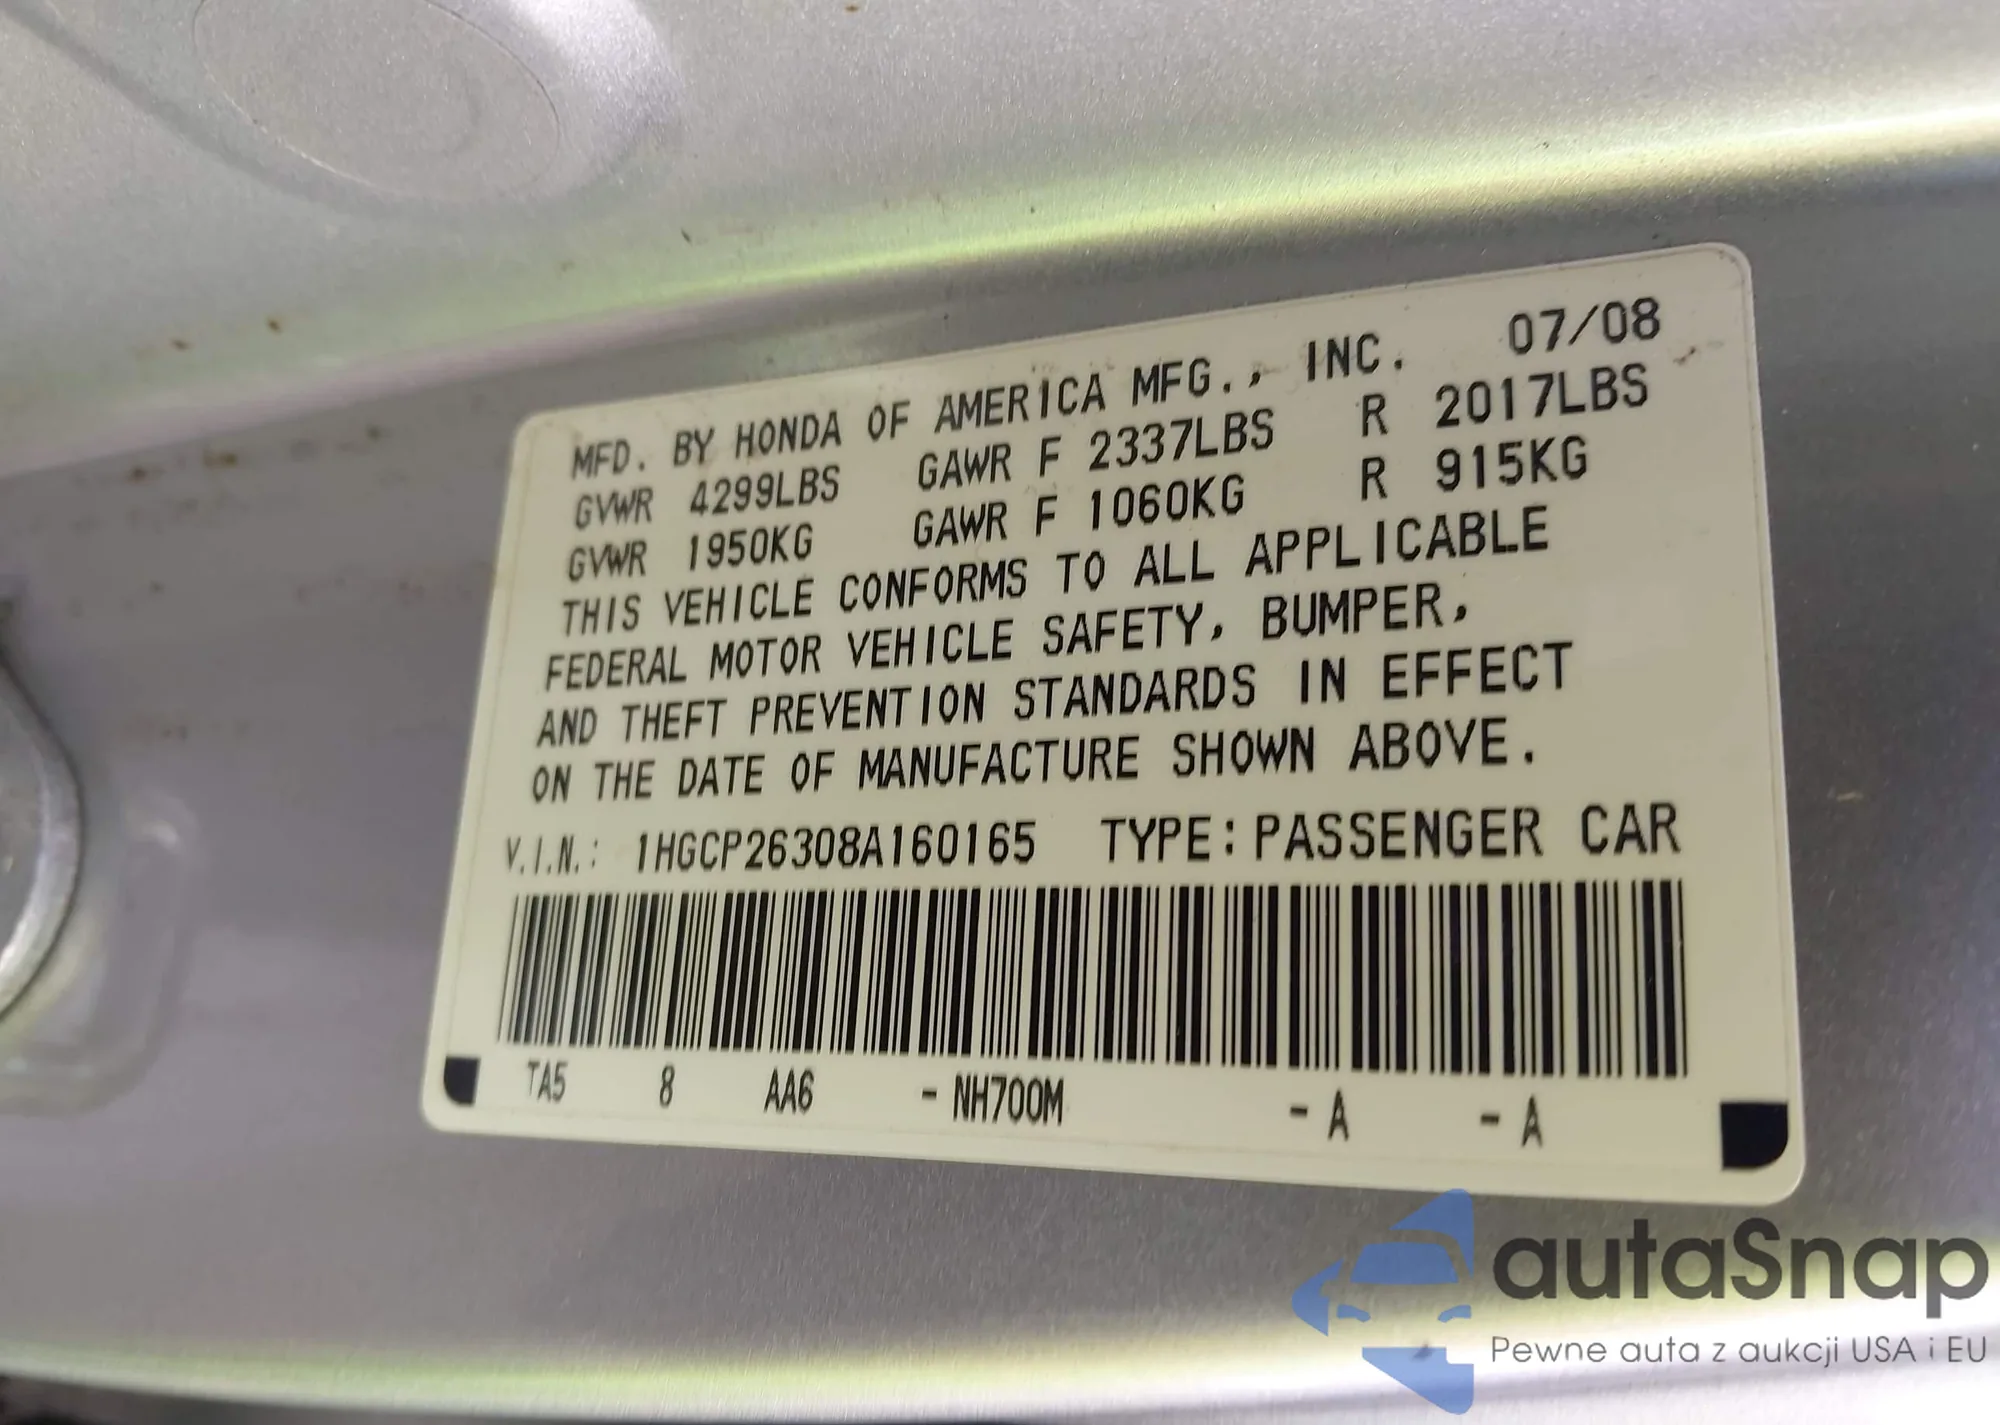 MFD. BY HONDA OF AMERICA MFG., INC. 07/08
GVWR 4299LBS GAWR F 2337LBS R 2017LBS
GVWR 1950KG GAWR F 1060KG R 915KG
THIS VEHICLE CONFORMS TO ALL APPLICABLE
FEDERAL MOTOR VEHICLE SAFETY, BUMPER,
AND THEFT PREVENTION STANDARDS IN EFFECT
ON THE DATE OF MANUFACTURE SHOWN ABOVE.
V.I.N.: 1HGCP26308A160165 TYPE: PASSENGER CAR
TA5 8 AA6 - NH700M - A - A
autaSnap
Pewne auta z aukcji USA i EU